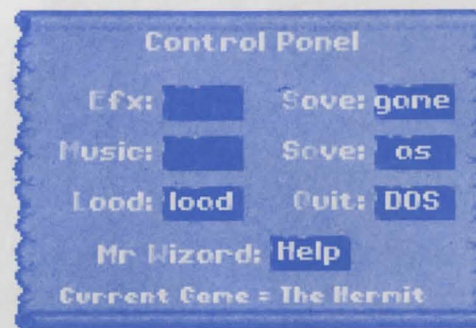 Control Panel
Efx: Save: game
Music: Save: as
Load: load Quit: DOS
Mr Wizard: Help
Current Game = The Hermit